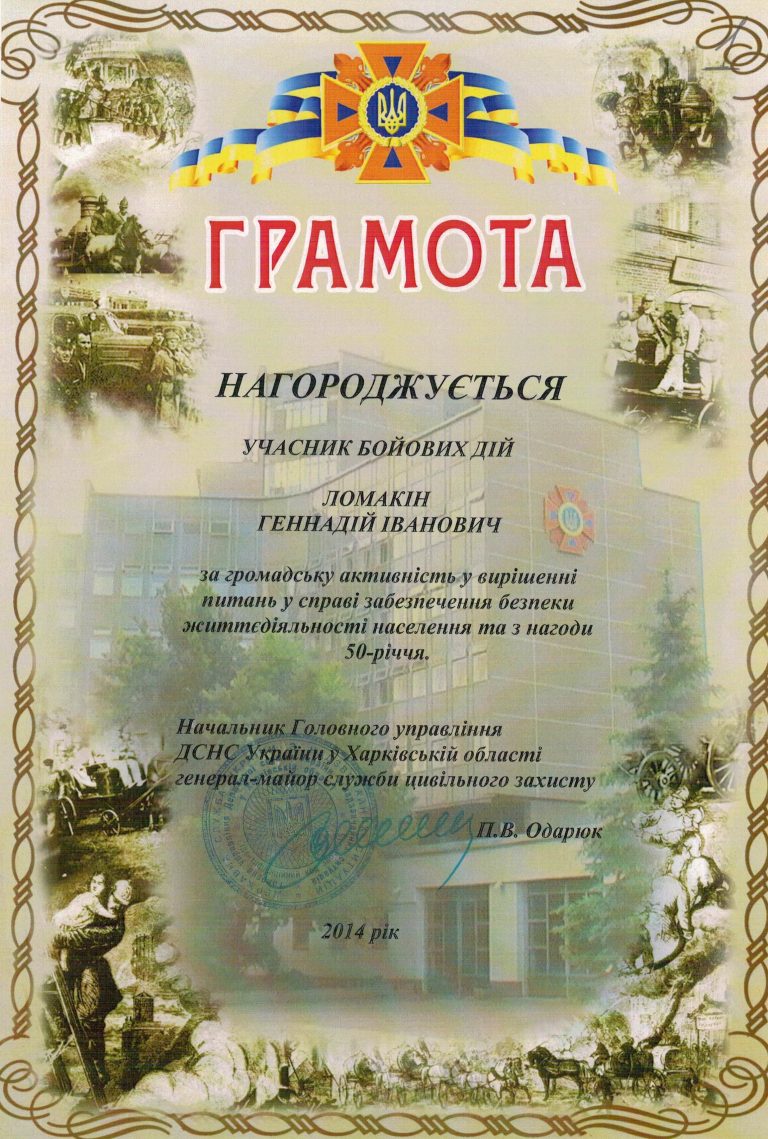 1
ГРАМОТА
НАГОРОДЖУЄТЬСЯ
УЧАСНИК БОЙОВИХ ДІЙ
ЛОМАКІН
ГЕННАДІЙ ІВАНОВИЧ
за громадську активність у вирішенні
питань у справі забезпечення безпеки
життєдіяльності населення та з нагоди
50-річчя.
Начальник Головного управління
ДСНС України у Харківській області
генерал-майор служби цивільного захисту
П.В. Одарюк
2014 рік